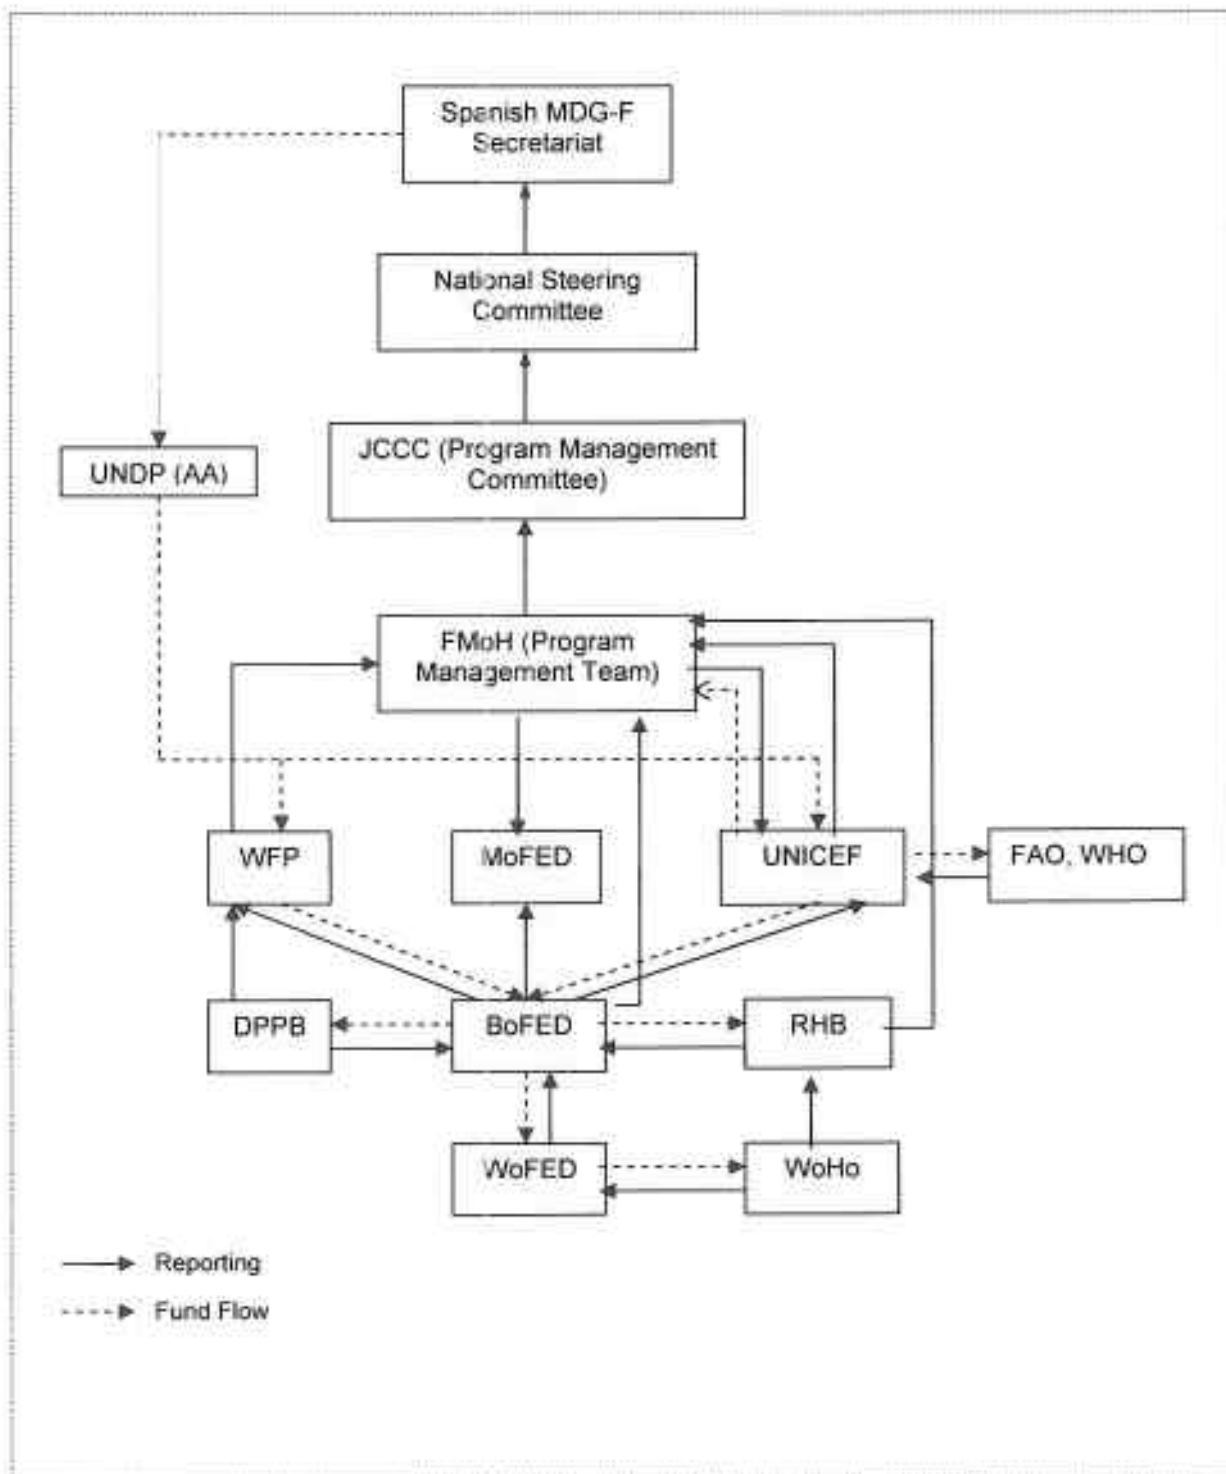 Spanish MDG-F
Secretariat
National Steering
Committee
JCCC (Program Management
Committee)
UNDP (AA)
FMoH (Program
Management Team)
WFP
MoFED
UNICEF
FAO, WHO
DPPB
BoFED
RHB
WoFED
WoHo
Reporting
Fund Flow